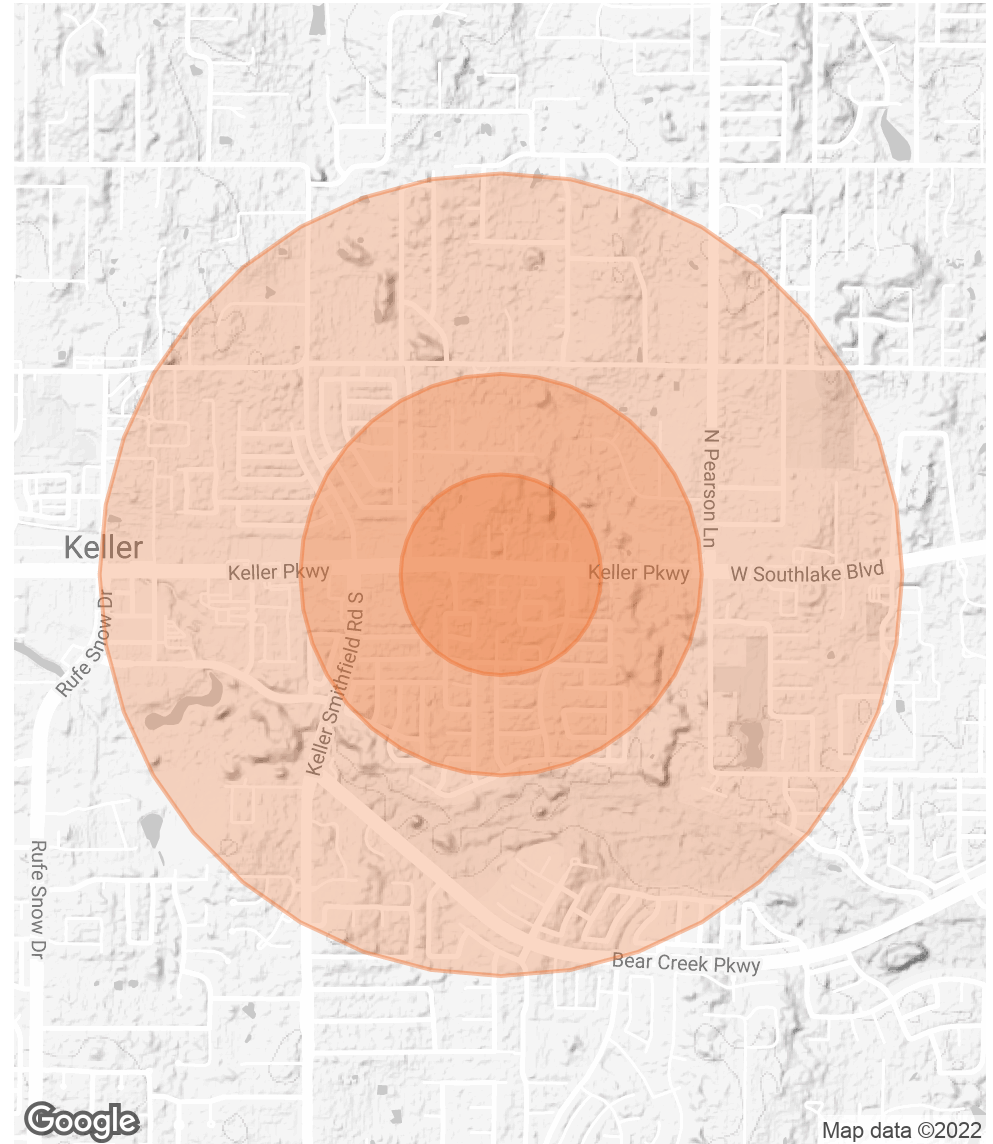 N Pearson Ln
Keller
Keller Pkwy
Keller Pkwy
W Southlake Blvd
Rufe Snow Dr
Keller Smithfield Rd S
Rufe Snow Dr
Bear Creek Pkwy
Google
Map data ©2022